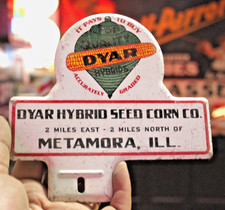 IT PAYS TO BUY
DYAR
HYBRIDS
ACCURATELY GRADED
DYAR HYBRID SEED CORN CO.
2 MILES EAST - 2 MILES NORTH OF
METAMORA, ILL.